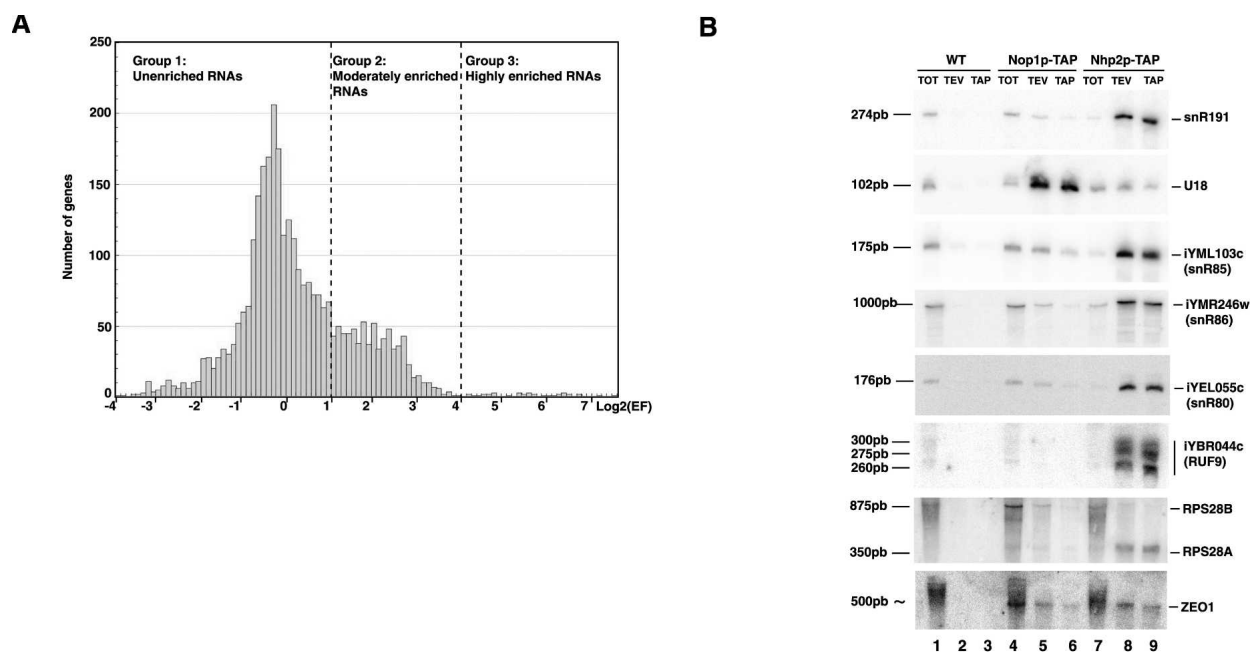 A
Number of genes
250
200
150
100
50
0
Group 1:
Unenriched RNAs
Group 2:
Moderately enriched
RNAs
Group 3:
Highly enriched RNAs
-4 -3 -2 -1 0 1 2 3 4 5 6 7 Log2(EF)
B
WT Nop1p-TAP Nhp2p-TAP
TOT TEV TAP TOT TEV TAP TOT TEV TAP
274pb snR191
102pb U18
175pb iYML103c
(snR85)
1000pb iYMR246w
(snR86)
176pb iYEL055c
(snR80)
300pb iYBR044c
275pb (RUF9)
260pb
875pb RPS28B
350pb RPS28A
500pb ~ ZEO1
1 2 3 4 5 6 7 8 9